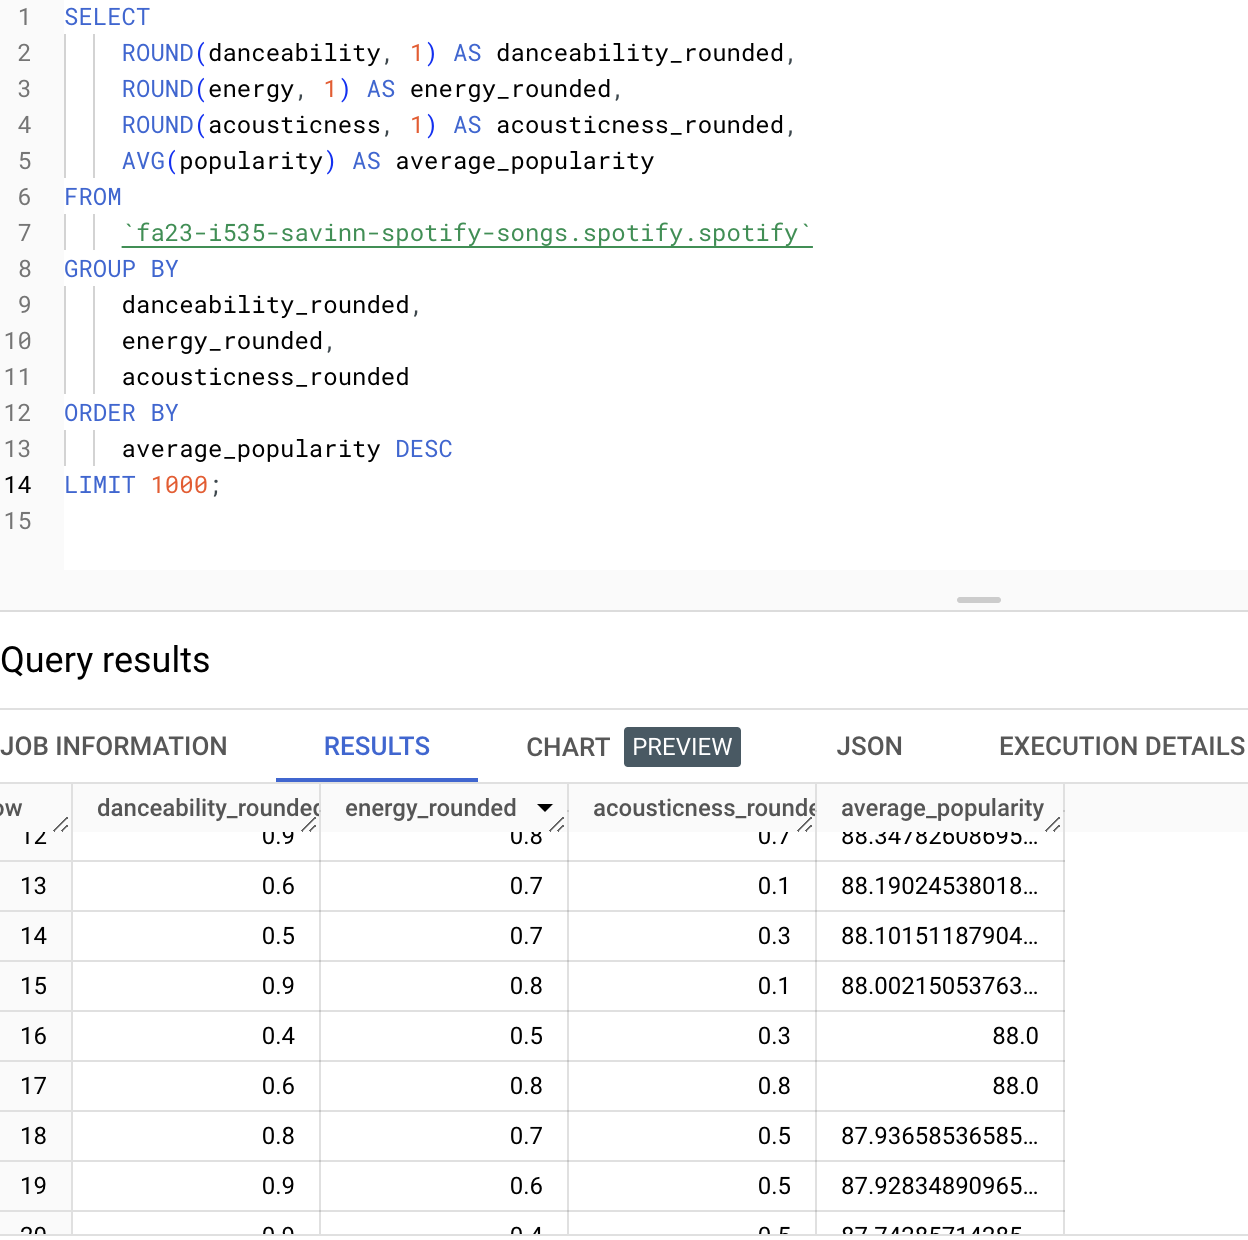 1 SELECT
2 ROUND(danceability, 1) AS danceability_rounded,
3 ROUND(energy, 1) AS energy_rounded,
4 ROUND(acousticness, 1) AS acousticness_rounded,
5 AVG(popularity) AS average_popularity
6 FROM
7 `fa23-i535-savinn-spotify-songs.spotify.spotify`
8 GROUP BY
9 danceability_rounded,
10 energy_rounded,
11 acousticness_rounded
12 ORDER BY
13 average_popularity DESC
14 LIMIT 1000;
15
Query results
JOB INFORMATION RESULTS CHART PREVIEW JSON EXECUTION DETAILS
ow danceability_rounded energy_rounded acousticness_rounde average_popularity
12 0.9 0.8 0.7 88.34782608695...
13 0.6 0.7 0.1 88.19024538018...
14 0.5 0.7 0.3 88.10151187904...
15 0.9 0.8 0.1 88.00215053763...
16 0.4 0.5 0.3 88.0
17 0.6 0.8 0.8 88.0
18 0.8 0.7 0.5 87.93658536585...
19 0.9 0.6 0.5 87.92834890965...
20 0.4 0.5 87.74285714285...